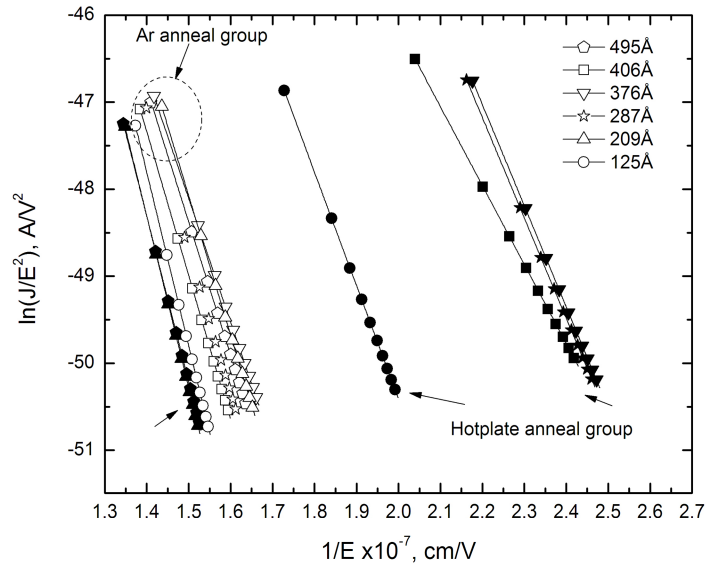 -46
Ar anneal group
495Å
406Å
376Å
287Å
209Å
125Å
-47
-48
ln(J/E²), A/V²
-49
-50
Hotplate anneal group
-51
1.3 1.4 1.5 1.6 1.7 1.8 1.9 2.0 2.1 2.2 2.3 2.4 2.5 2.6 2.7
1/E x10⁻⁷, cm/V